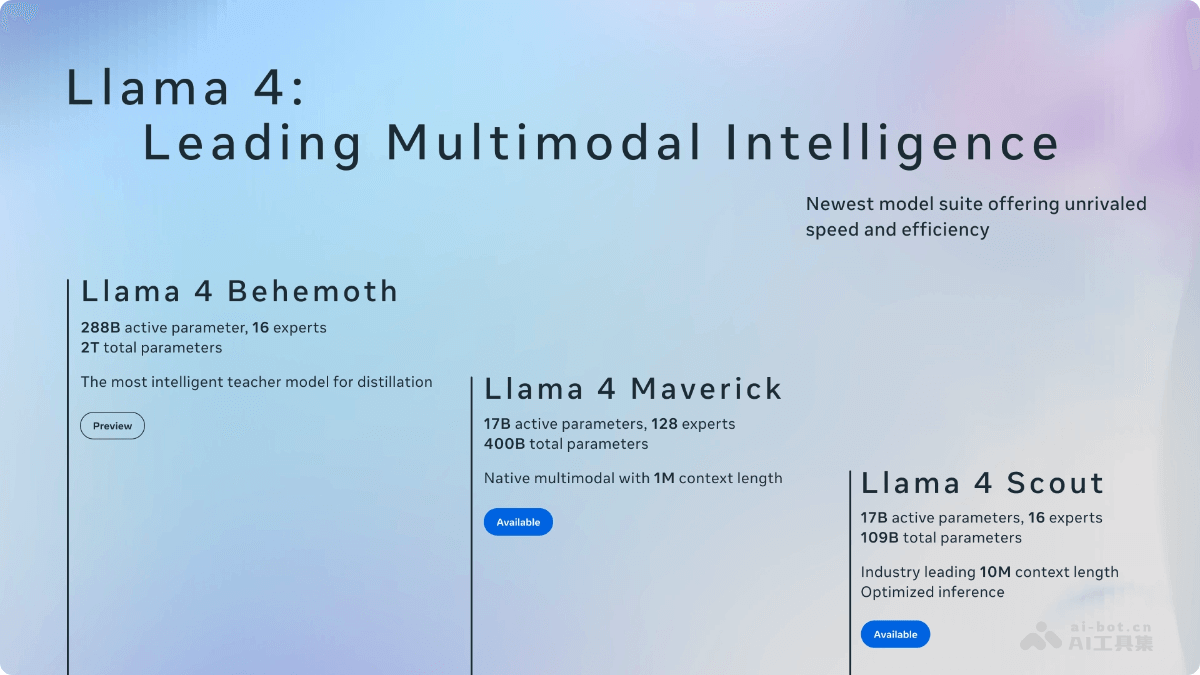 Llama 4:
Leading Multimodal Intelligence
Newest model suite offering unrivaled
speed and efficiency
Llama 4 Behemoth
288B active parameter, 16 experts
2T total parameters
The most intelligent teacher model for distillation
Preview
Llama 4 Maverick
17B active parameters, 128 experts
400B total parameters
Native multimodal with 1M context length
Available
Llama 4 Scout
17B active parameters, 16 experts
109B total parameters
Industry leading 10M context length
Optimized inference
Available
ai-bot.cn
AI工具集